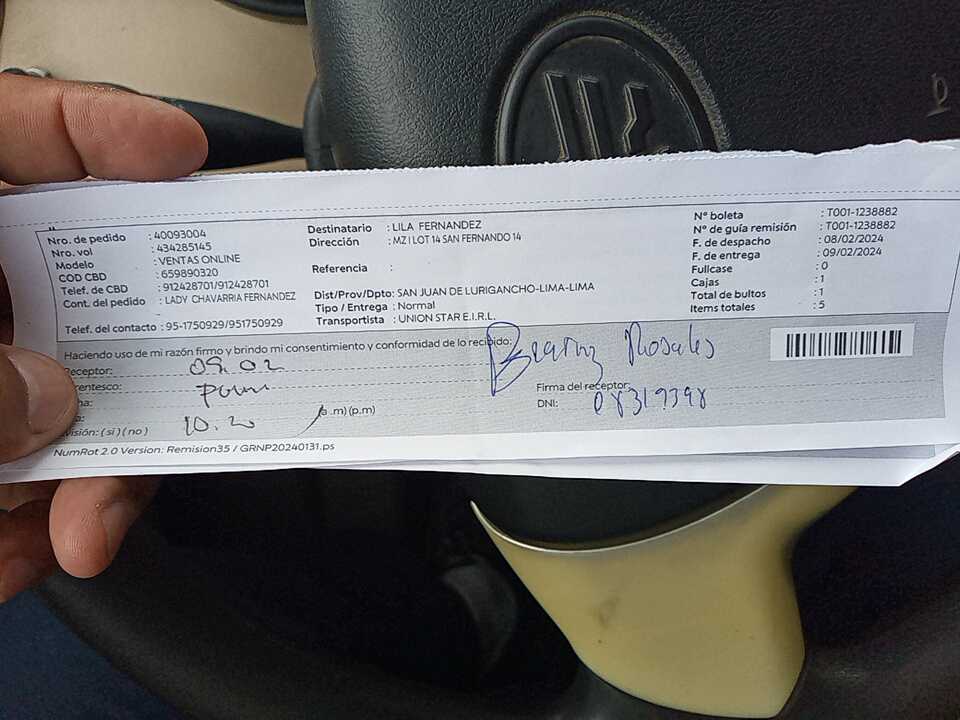 Nro. de pedido : 40093004
Nro. vol : 434285145
Modelo : VENTAS ONLINE
COD CBD : 659890320
Telef. de CBD : 912428701/912428701
Cont. del pedido : LADY CHAVARRIA FERNANDEZ
Telef. del contacto : 95-1750929/951750929
Destinatario : LILA FERNANDEZ
Dirección : MZ I LOT 14 SAN FERNANDO 14
Referencia :
Dist/Prov/Dpto: SAN JUAN DE LURIGANCHO-LIMA-LIMA
Tipo / Entrega : Normal
Transportista : UNION STAR E.I.R.L.
N° boleta : T001-1238882
N° de guía remisión : T001-1238882
F. de despacho : 08/02/2024
F. de entrega : 09/02/2024
Fullcase : 0
Cajas : 1
Total de bultos : 1
Items totales : 5
Haciendo uso de mi razón firmo y brindo mi consentimiento y conformidad de lo recibido:
Receptor: 09.02
rentesco:
ha:
10.20 (a.m)(p.m)
visión: ( si ) ( no )
Rosales
Firma del receptor:
DNI:
NumRot 2.0 Version: Remision35 / GRNP20240131.ps